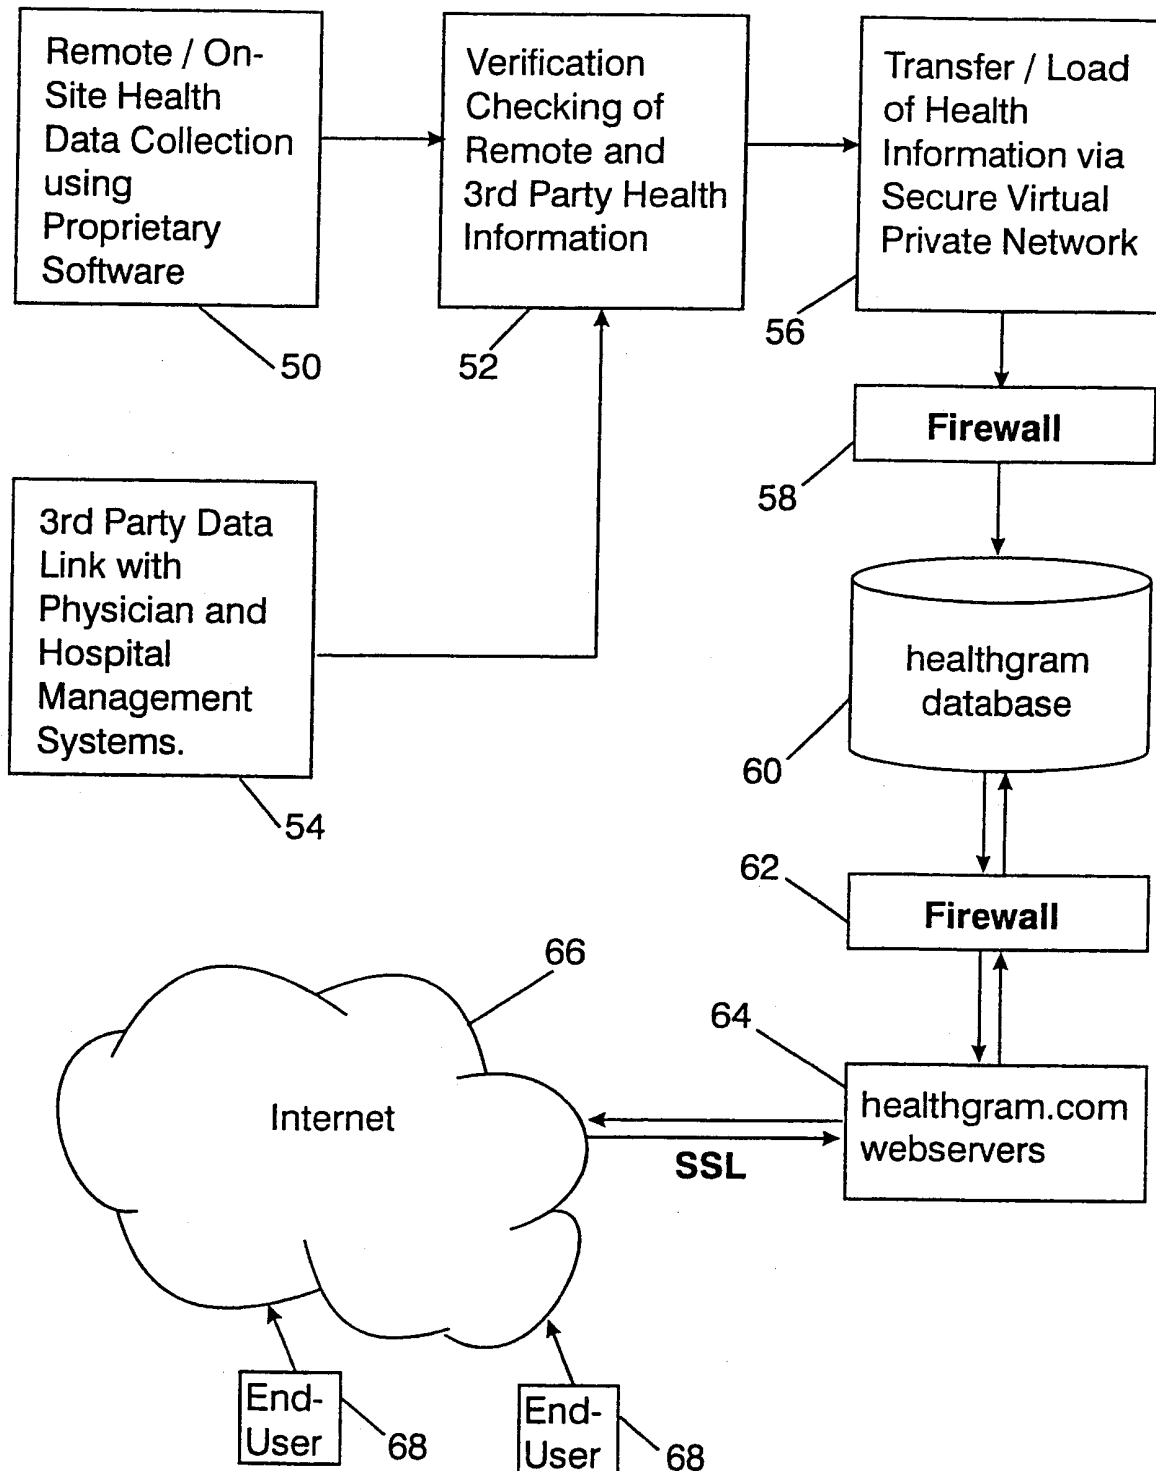 Remote / On-
Site Health
Data Collection
using
Proprietary
Software
50
Verification
Checking of
Remote and
3rd Party Health
Information
52
Transfer / Load
of Health
Information via
Secure Virtual
Private Network
56
Firewall
58
3rd Party Data
Link with
Physician and
Hospital
Management
Systems.
54
healthgram
database
60
62
Firewall
66
64
Internet
healthgram.com
webservers
SSL
End-
User
68
End-
User
68